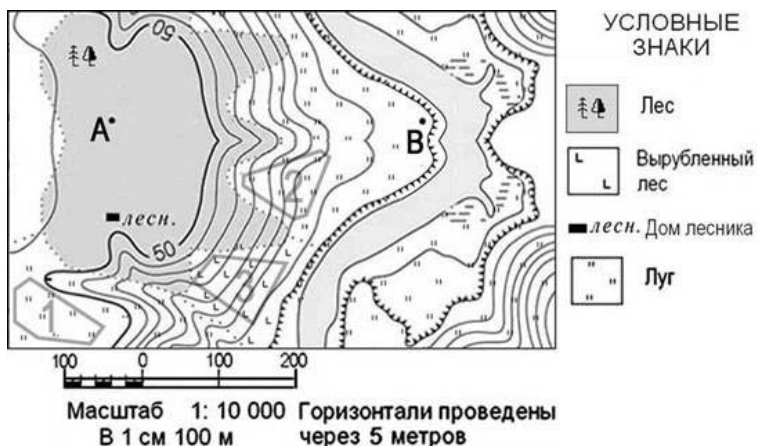 50
УСЛОВНЫЕ
ЗНАКИ
А
В
Лес
2
Вырубленный
лес
лесн.
лесн. Дом лесника
50
3
Луг
1
100 0 100 200
Масштаб 1: 10 000 Горизонтали проведены
В 1 см 100 м через 5 метров